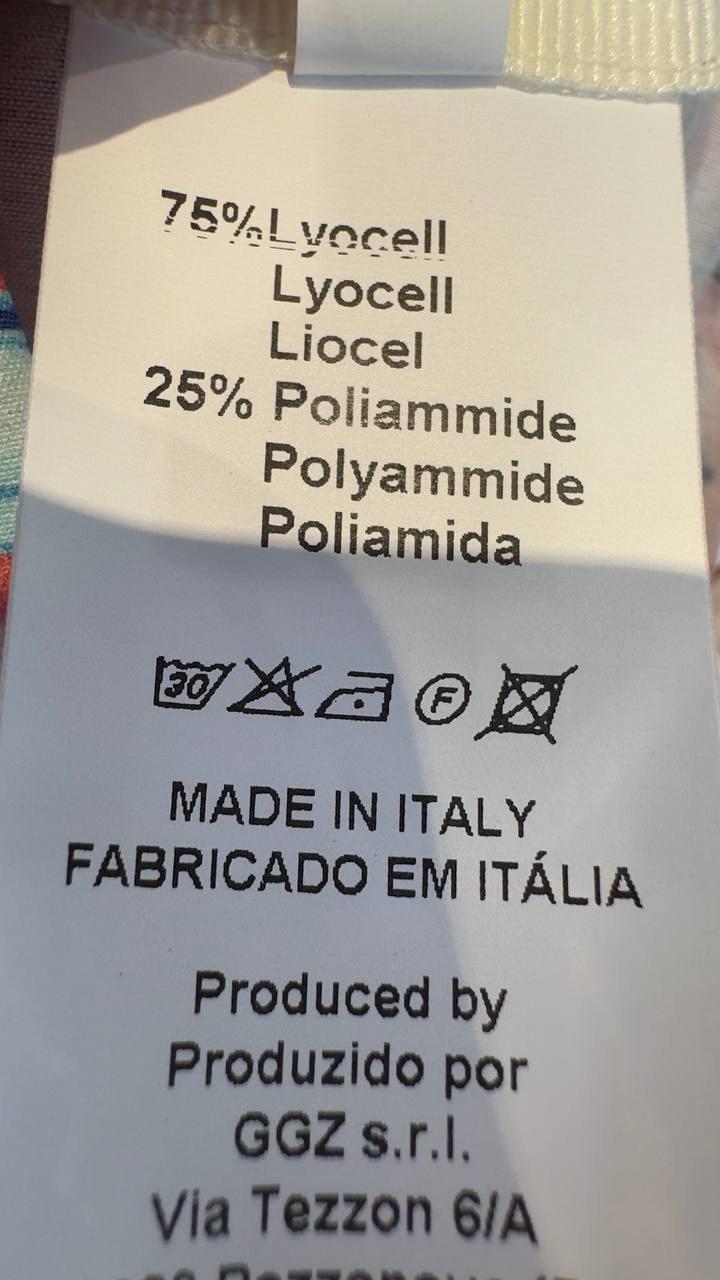 75% Lyocell
Lyocell
Liocel
25% Poliammide
Polyammide
Poliamida
30 F
MADE IN ITALY
FABRICADO EM ITÁLIA
Produced by
Produzido por
GGZ s.r.l.
Via Tezzon 6/A